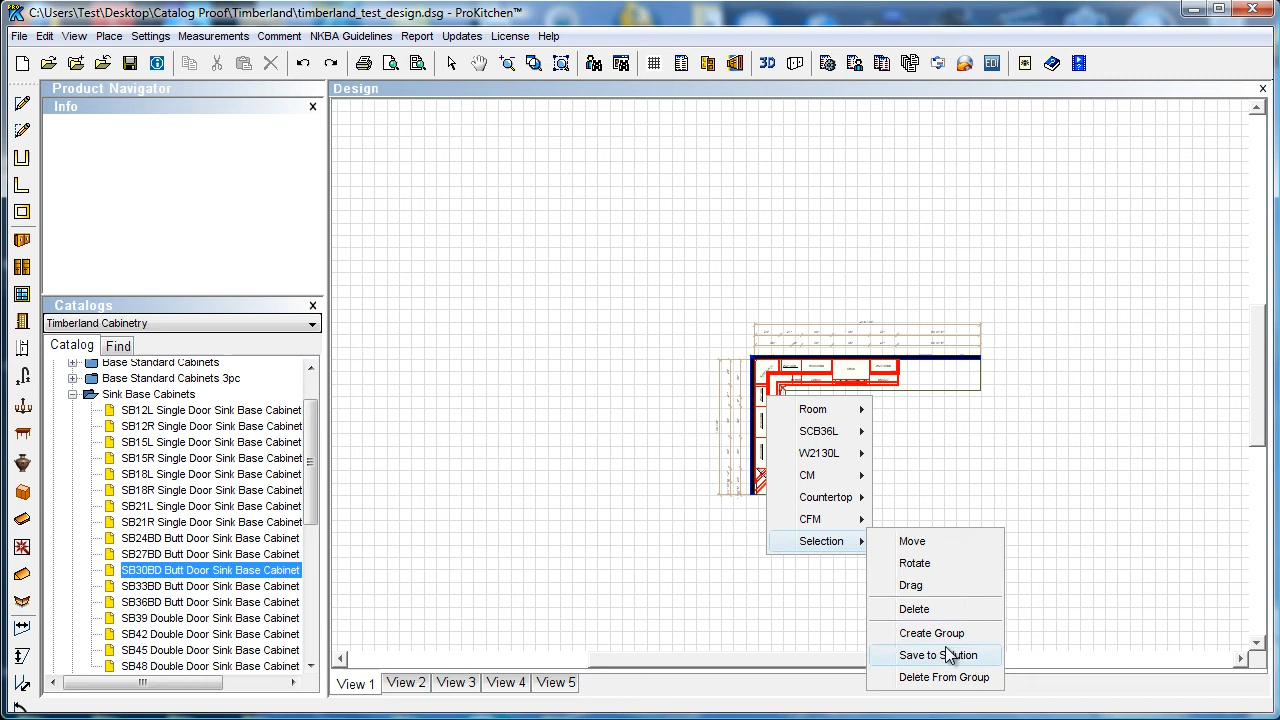 C:\Users\Test\Desktop\Catalog Proof\Timberland\timberland_test_design.dsg - ProKitchen™
File Edit View Place Settings Measurements Comment NKBA Guidelines Report Updates License Help
3D
EDI
Product Navigator
Info
Catalogs
Timberland Cabinetry
Catalog Find
Base Standard Cabinets
Base Standard Cabinets 3pc
Sink Base Cabinets
SB12L Single Door Sink Base Cabinet
SB12R Single Door Sink Base Cabinet
SB15L Single Door Sink Base Cabinet
SB15R Single Door Sink Base Cabinet
SB18L Single Door Sink Base Cabinet
SB18R Single Door Sink Base Cabinet
SB21L Single Door Sink Base Cabinet
SB21R Single Door Sink Base Cabinet
SB24BD Butt Door Sink Base Cabinet
SB27BD Butt Door Sink Base Cabinet
SB30BD Butt Door Sink Base Cabinet
SB33BD Butt Door Sink Base Cabinet
SB36BD Butt Door Sink Base Cabinet
SB39 Double Door Sink Base Cabinet
SB42 Double Door Sink Base Cabinet
SB45 Double Door Sink Base Cabinet
SB48 Double Door Sink Base Cabinet
Design
Room
SCB36L
W2130L
CM
Countertop
CFM
Selection
Move
Rotate
Drag
Delete
Create Group
Save to Solution
Delete From Group
View 1 View 2 View 3 View 4 View 5